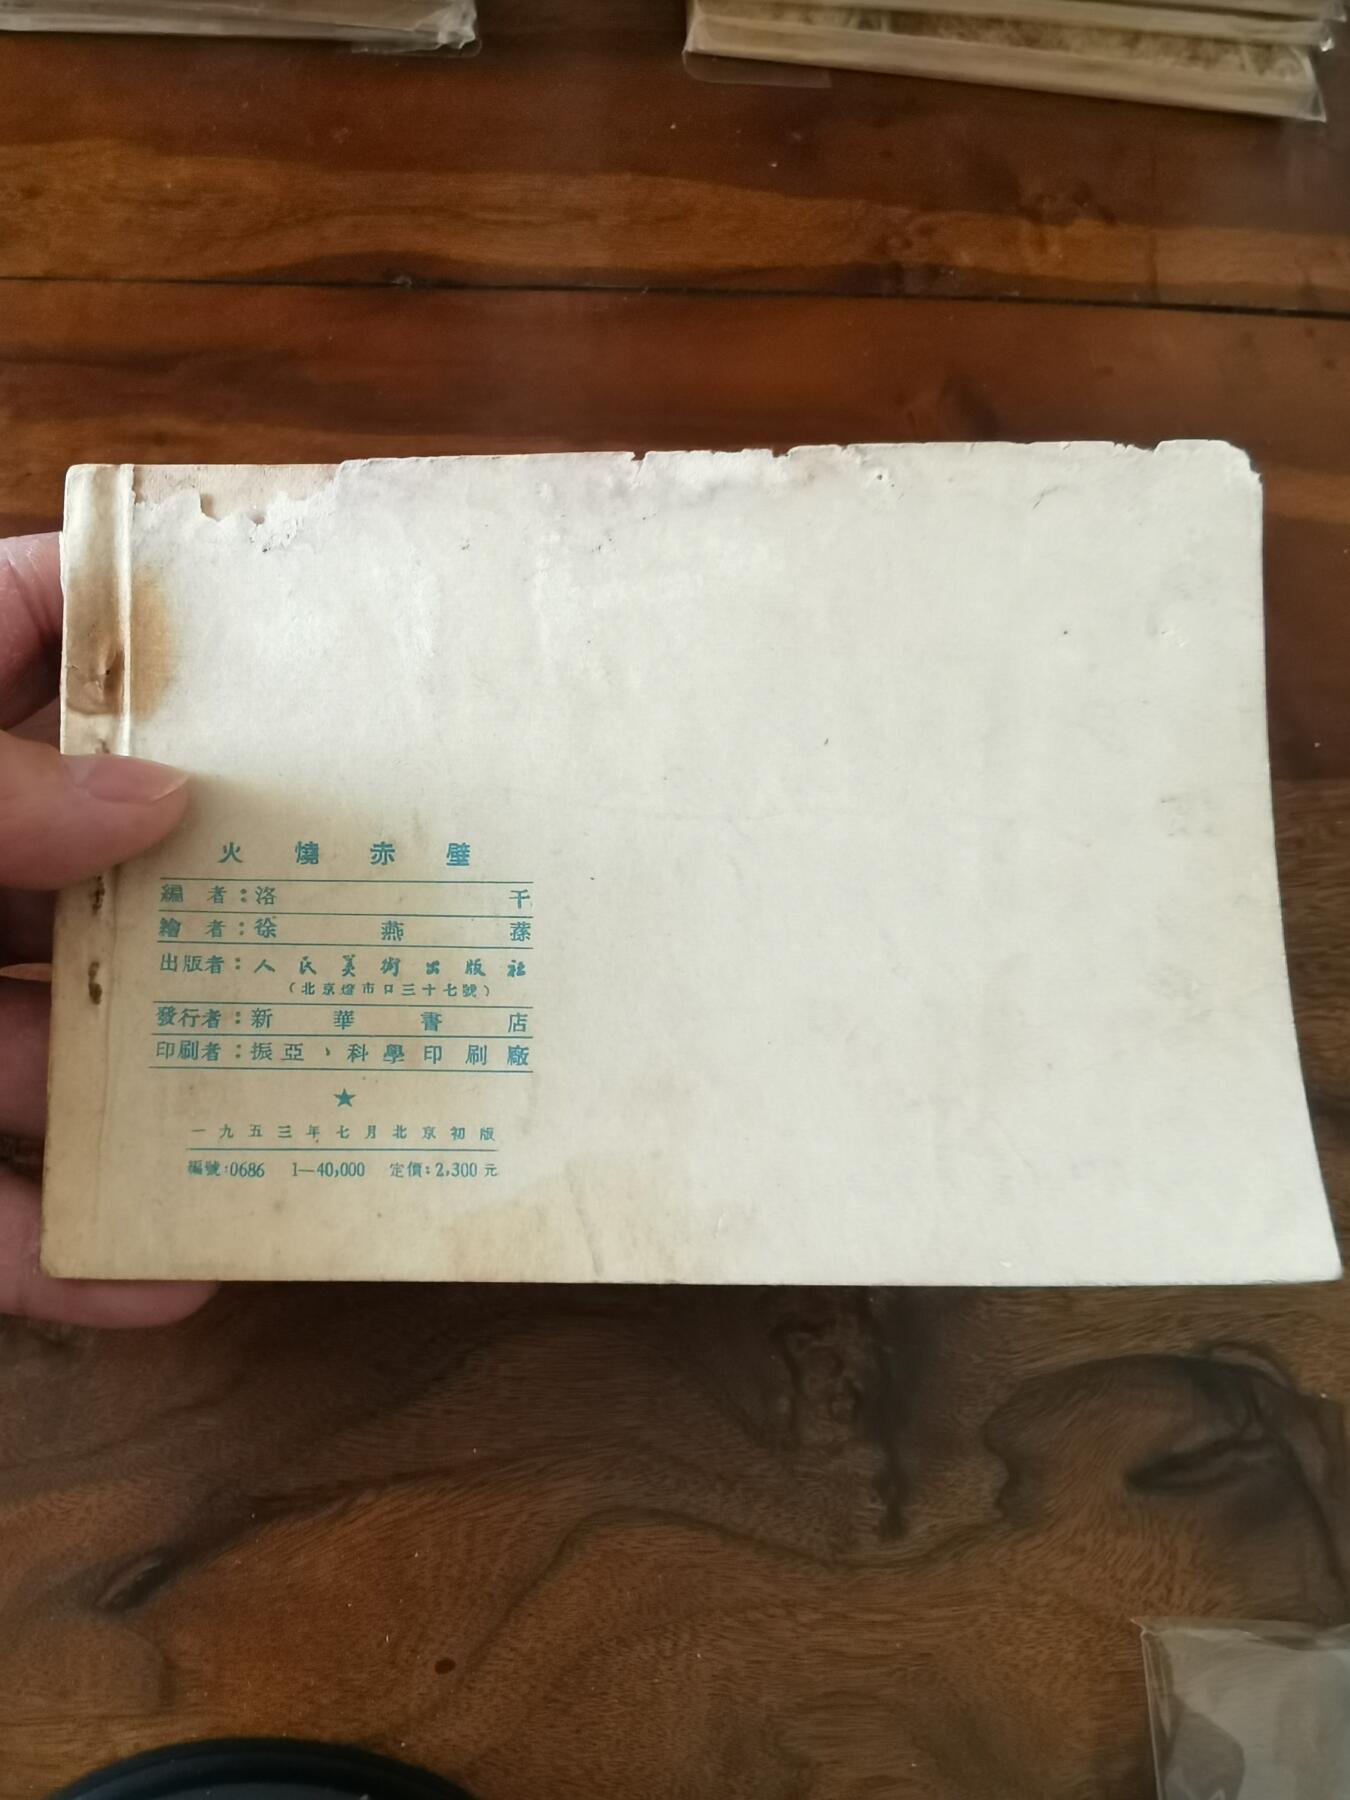 火燒赤壁
編者：洛千
繪者：徐燕蓀
出版者：人民美術出版社
（北京燈市口三十七號）
發行者：新華書店
印刷者：振亞、科學印刷廠
★
一九五三年七月北京初版
編號：0686 1—40,000 定價：2,300元